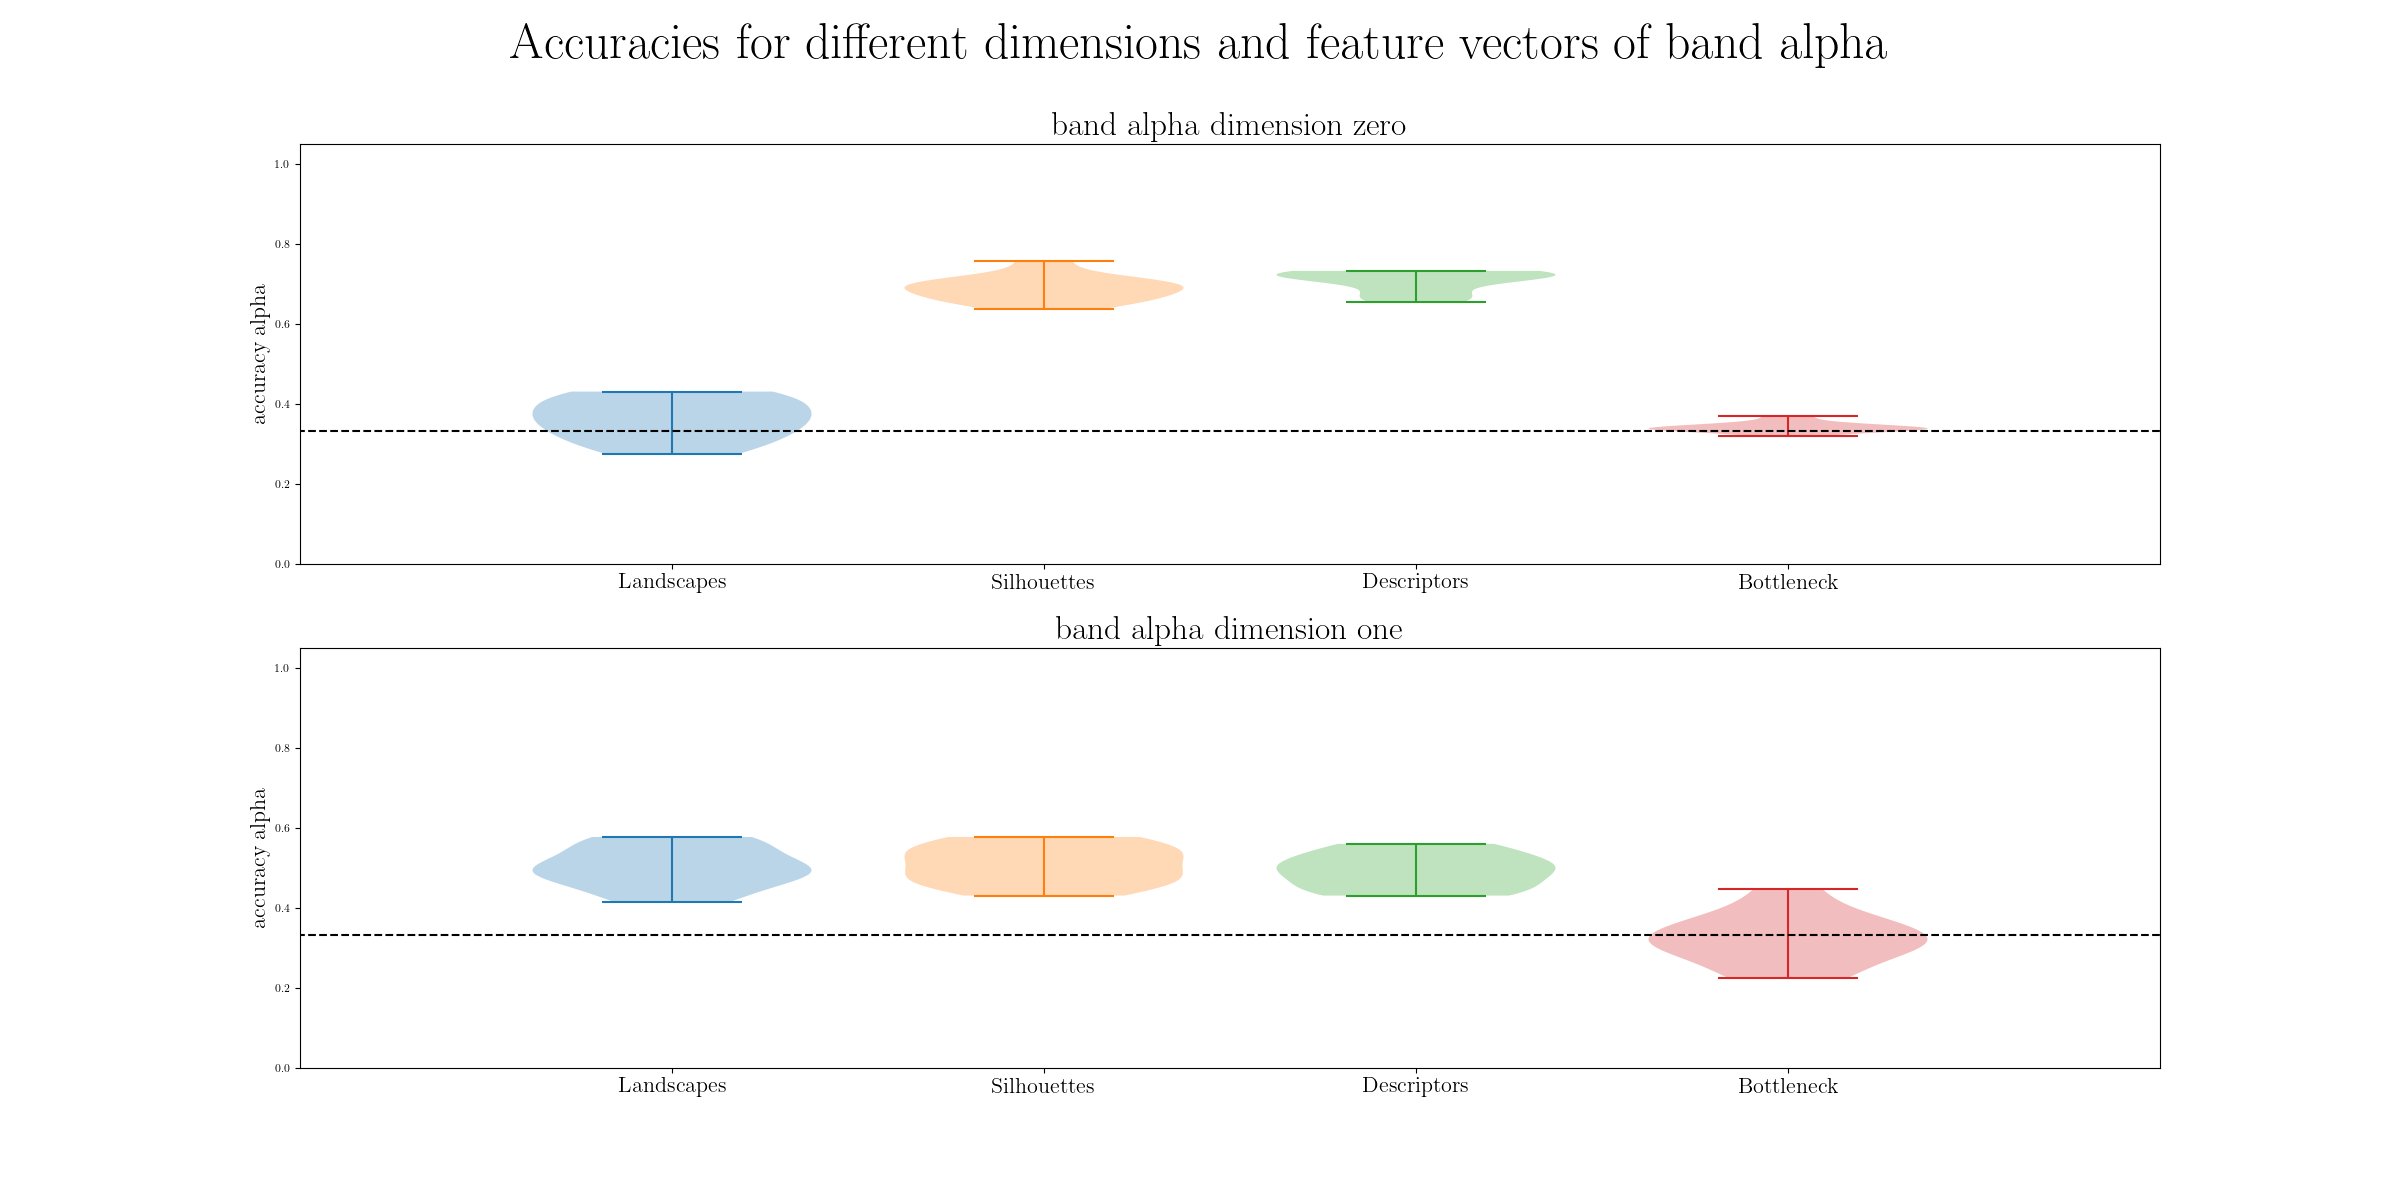 Accuracies for different dimensions and feature vectors of band alpha
band alpha dimension zero
1.0
0.8
0.6
0.4
0.2
0.0
accuracy alpha
Landscapes Silhouettes Descriptors Bottleneck
band alpha dimension one
1.0
0.8
0.6
0.4
0.2
0.0
accuracy alpha
Landscapes Silhouettes Descriptors Bottleneck